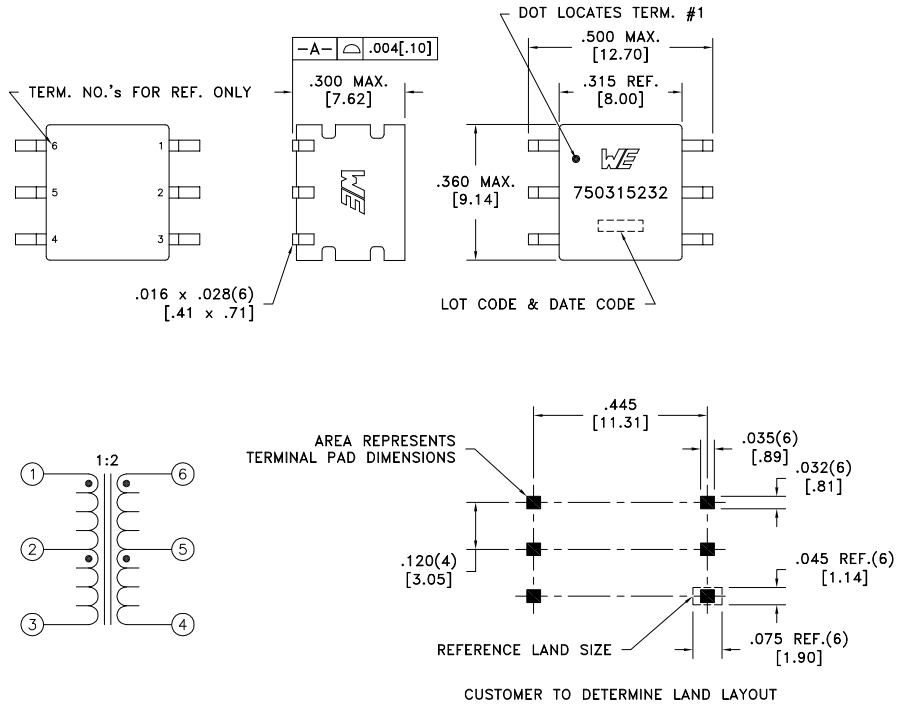 DOT LOCATES TERM. #1
-A- .004[.10]
.500 MAX.
[12.70]
.300 MAX.
[7.62]
.315 REF.
[8.00]
TERM. NO.'s FOR REF. ONLY
6 1
5 2
4 3
WE
WE
750315232
.360 MAX.
[9.14]
.016 x .028(6)
[.41 x .71]
LOT CODE & DATE CODE
.445
[11.31]
AREA REPRESENTS
TERMINAL PAD DIMENSIONS
.035(6)
[.89]
.032(6)
[.81]
1:2
1 6
2 5
3 4
.120(4)
[3.05]
.045 REF.(6)
[1.14]
REFERENCE LAND SIZE
.075 REF.(6)
[1.90]
CUSTOMER TO DETERMINE LAND LAYOUT